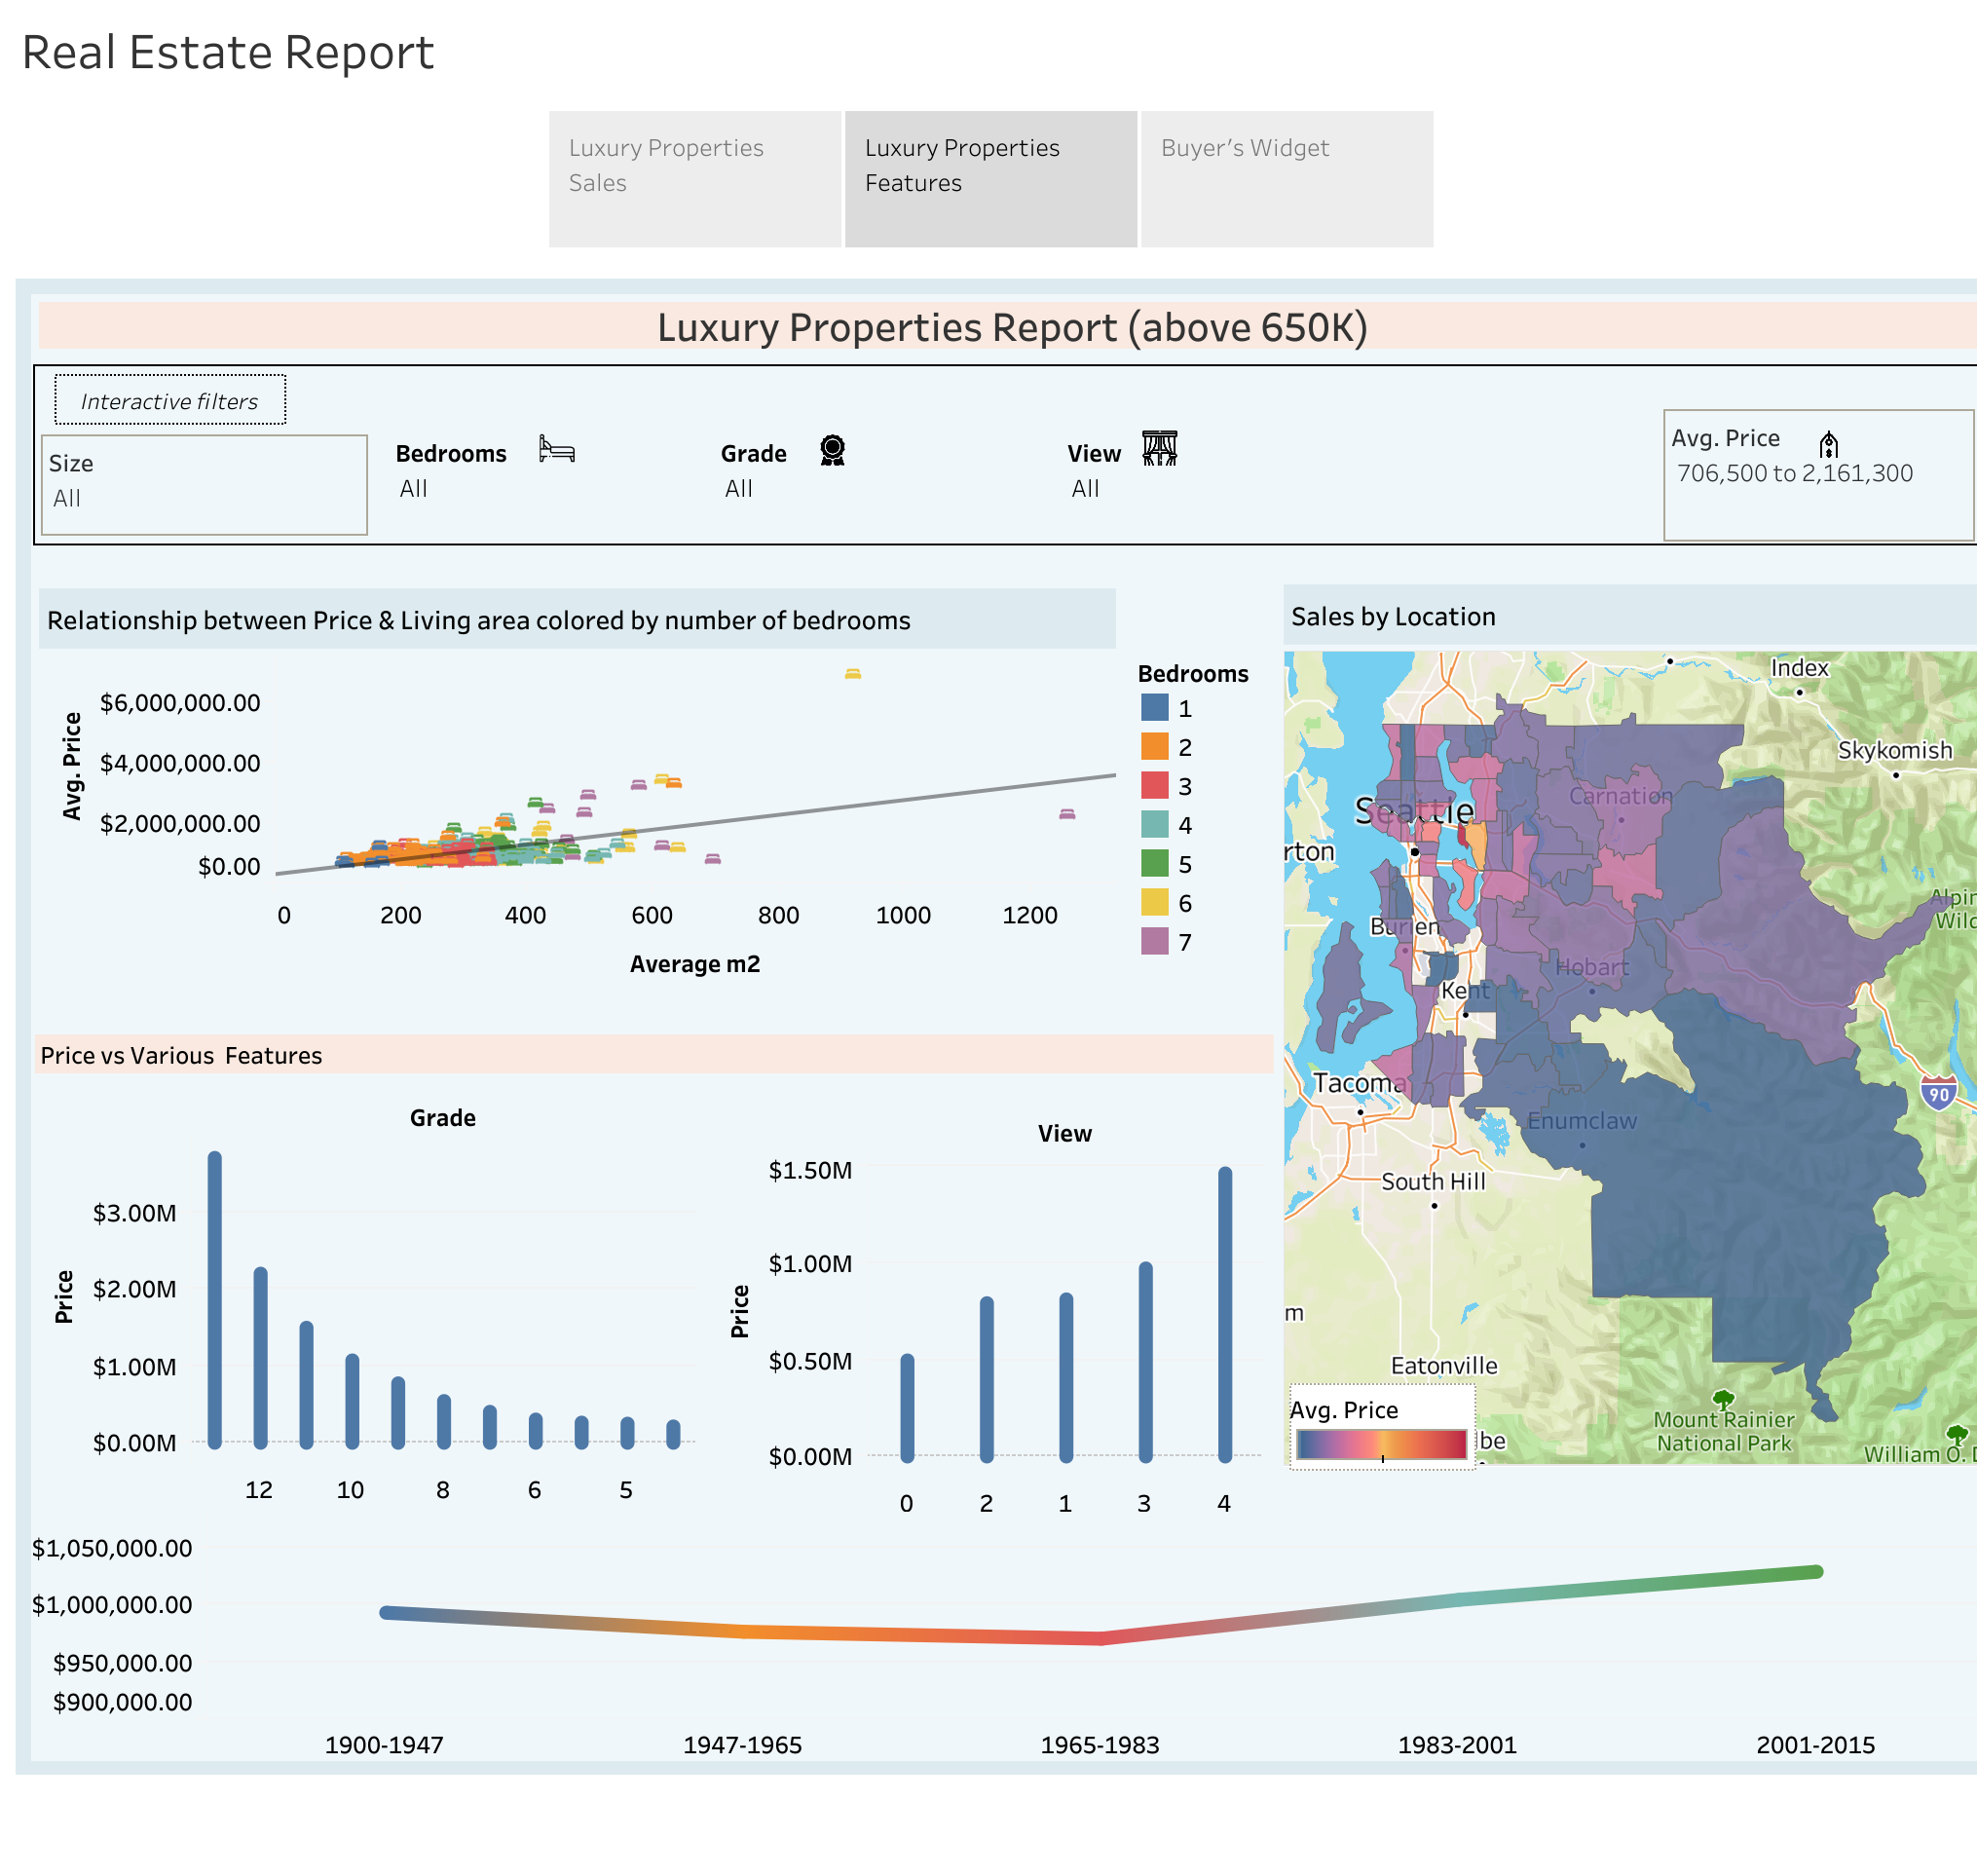 Real Estate Report
Luxury Properties
Sales
Luxury Properties
Features
Buyer's Widget
Luxury Properties Report (above 650K)
Interactive filters
Size
All
Bedrooms
All
Grade
All
View
All
Avg. Price
706,500 to 2,161,300
Relationship between Price & Living area colored by number of bedrooms
Avg. Price
$6,000,000.00
$4,000,000.00
$2,000,000.00
$0.00
0 200 400 600 800 1000 1200
Average m2
Bedrooms
1
2
3
4
5
6
7
Sales by Location
Index
Skykomish
Carnation
Seattle
rton
Alpin
Wild
Burien
Hobart
Kent
90
Tacoma
Enumclaw
South Hill
m
Eatonville
Mount Rainier
National Park
William O. D
be
Avg. Price
Price vs Various  Features
Grade
Price
$3.00M
$2.00M
$1.00M
$0.00M
12 10 8 6 5
View
Price
$1.50M
$1.00M
$0.50M
$0.00M
0 2 1 3 4
$1,050,000.00
$1,000,000.00
$950,000.00
$900,000.00
1900-1947 1947-1965 1965-1983 1983-2001 2001-2015